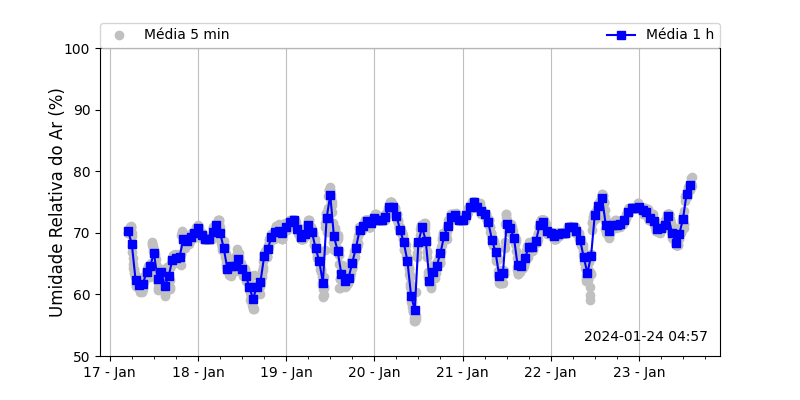 Média 5 min
Média 1 h
Umidade Relativa do Ar (%)
100
90
80
70
60
50
2024-01-24 04:57
17 - Jan
18 - Jan
19 - Jan
20 - Jan
21 - Jan
22 - Jan
23 - Jan